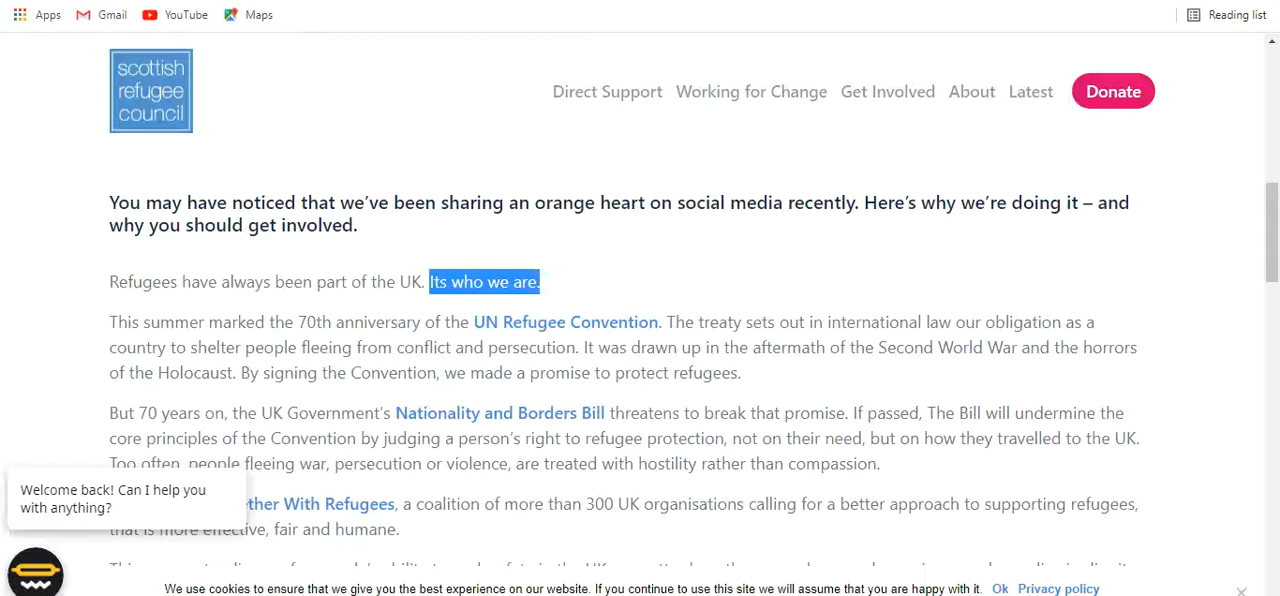 Apps Gmail YouTube Maps Reading list
scottish
refugee
council
Direct Support Working for Change Get Involved About Latest Donate
You may have noticed that we’ve been sharing an orange heart on social media recently. Here’s why we’re doing it – and
why you should get involved.
Refugees have always been part of the UK. Its who we are.
This summer marked the 70th anniversary of the UN Refugee Convention. The treaty sets out in international law our obligation as a
country to shelter people fleeing from conflict and persecution. It was drawn up in the aftermath of the Second World War and the horrors
of the Holocaust. By signing the Convention, we made a promise to protect refugees.
But 70 years on, the UK Government’s Nationality and Borders Bill threatens to break that promise. If passed, The Bill will undermine the
core principles of the Convention by judging a person’s right to refugee protection, not on their need, but on how they travelled to the UK.
Too often, people fleeing war, persecution or violence, are treated with hostility rather than compassion.
Welcome back! Can I help you
with anything?
ether With Refugees, a coalition of more than 300 UK organisations calling for a better approach to supporting refugees,
that is more effective, fair and humane.
We use cookies to ensure that we give you the best experience on our website. If you continue to use this site we will assume that you are happy with it. Ok Privacy policy